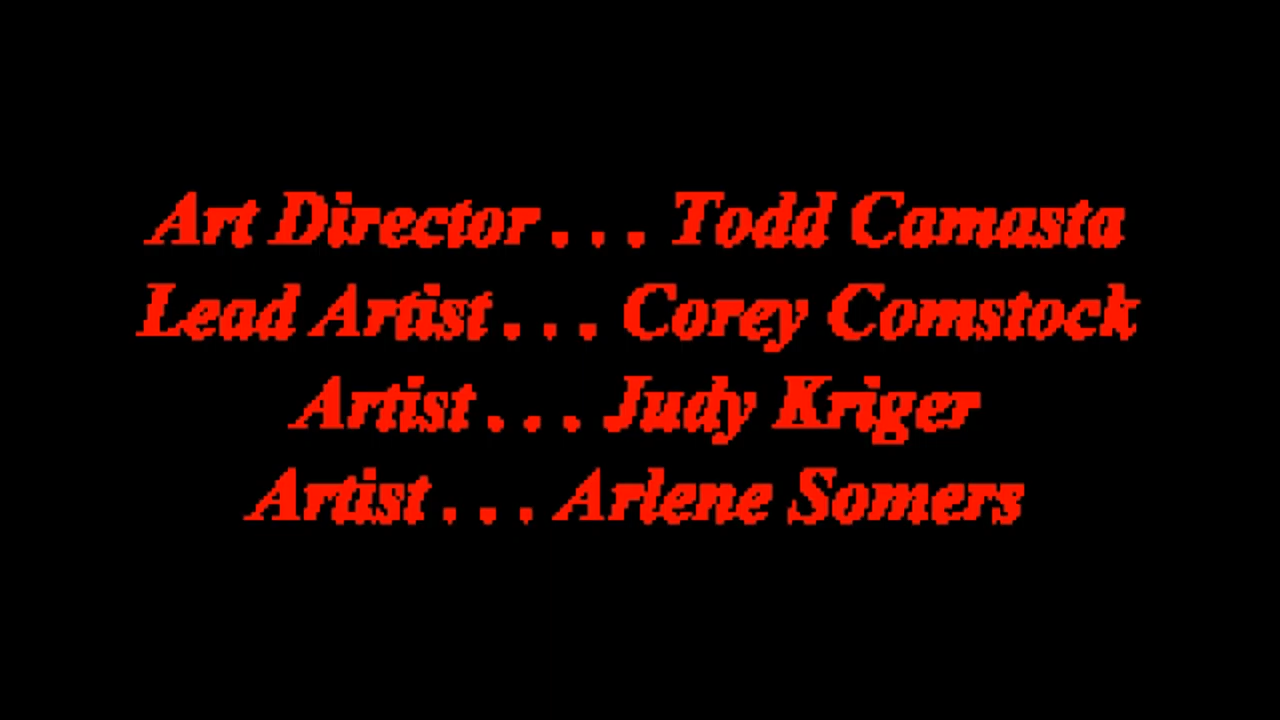 Art Director . . . Todd Camasta
Lead Artist . . . Corey Comstock
Artist . . . Judy Kriger
Artist . . . Arlene Somers